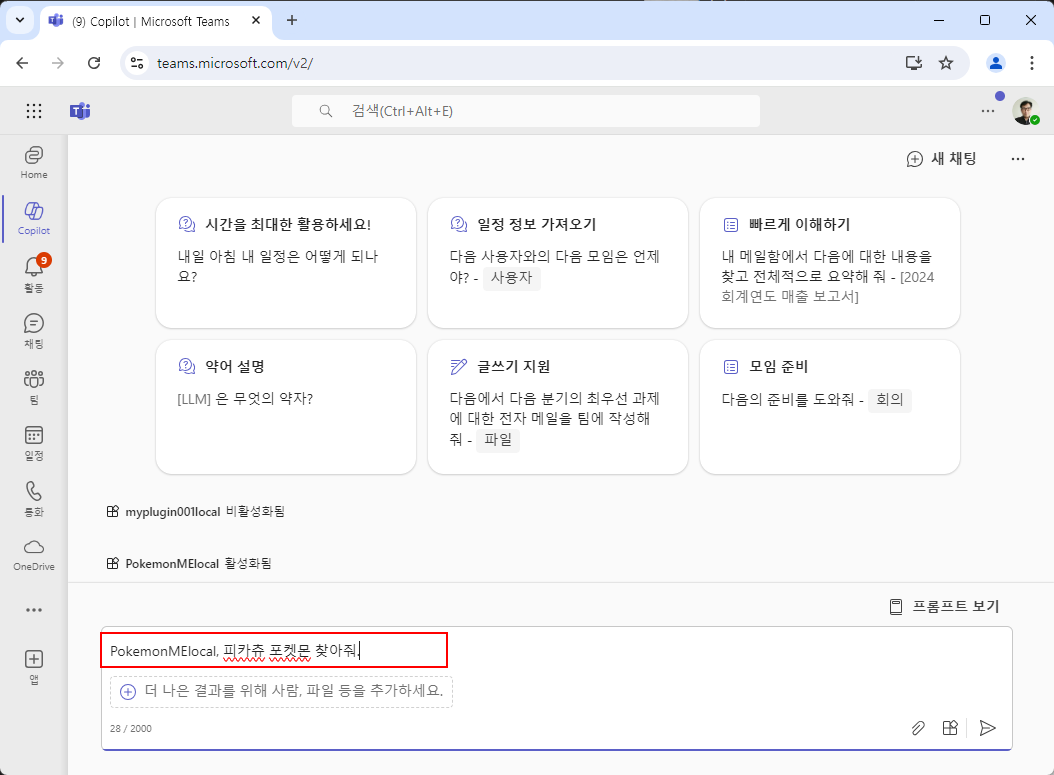 (9) Copilot | Microsoft Teams
teams.microsoft.com/v2/
검색(Ctrl+Alt+E)
새 채팅
Home
Copilot
9
활동
채팅
팀
일정
통화
OneDrive
앱
시간을 최대한 활용하세요!
내일 아침 내 일정은 어떻게 되나
요?
일정 정보 가져오기
다음 사용자와의 다음 모임은 언제
야? - 사용자
빠르게 이해하기
내 메일함에서 다음에 대한 내용을
찾고 전체적으로 요약해 줘 - [2024
회계연도 매출 보고서]
약어 설명
[LLM] 은 무엇의 약자?
글쓰기 지원
다음에서 다음 분기의 최우선 과제
에 대한 전자 메일을 팀에 작성해
줘 - 파일
모임 준비
다음의 준비를 도와줘 - 회의
myplugin001local 비활성화됨
PokemonMElocal 활성화됨
프롬프트 보기
PokemonMElocal, 피카츄 포켓몬 찾아줘.
더 나은 결과를 위해 사람, 파일 등을 추가하세요.
28 / 2000